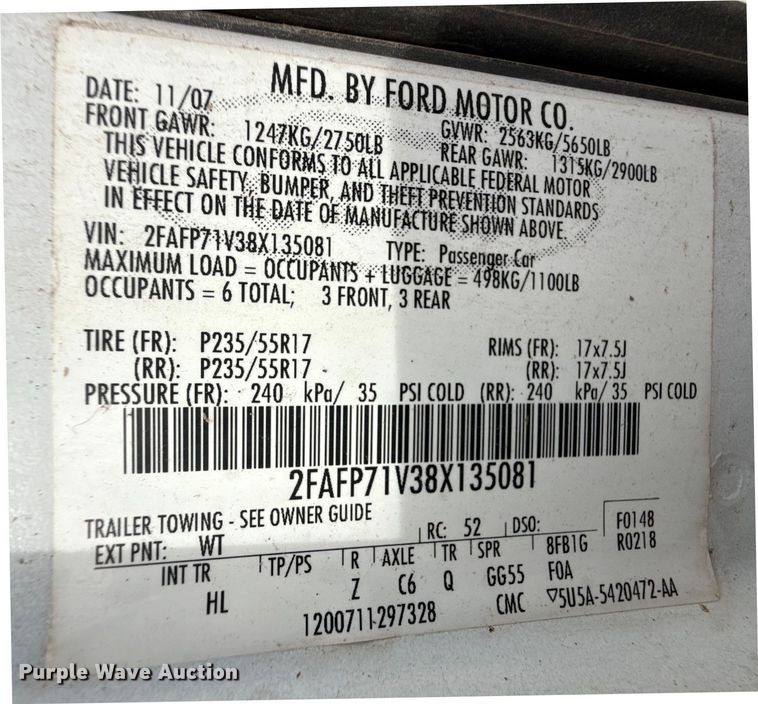 MFD. BY FORD MOTOR CO.
DATE: 11/07 GVWR: 2563KG/5650LB
FRONT GAWR: 1247KG/2750LB REAR GAWR: 1315KG/2900LB
THIS VEHICLE CONFORMS TO ALL APPLICABLE FEDERAL MOTOR
VEHICLE SAFETY, BUMPER, AND THEFT PREVENTION STANDARDS
IN EFFECT ON THE DATE OF MANUFACTURE SHOWN ABOVE.
VIN: 2FAFP71V38X135081 TYPE: Passenger Car
MAXIMUM LOAD = OCCUPANTS + LUGGAGE = 498KG/1100LB
OCCUPANTS = 6 TOTAL; 3 FRONT, 3 REAR
TIRE (FR): P235/55R17 RIMS (FR): 17x7.5J
(RR): P235/55R17 (RR): 17x7.5J
PRESSURE (FR): 240 kPa/ 35 PSI COLD (RR): 240 kPa/ 35 PSI COLD
2FAFP71V38X135081
TRAILER TOWING - SEE OWNER GUIDE
EXT PNT: WT RC: 52 DSO: F0148
INT TR TP/PS R AXLE TR SPR 8FB1G R0218
HL Z C6 Q GG55 F0A
1200711-297328 CMC ▽5U5A-5420472-AA
Purple Wave Auction